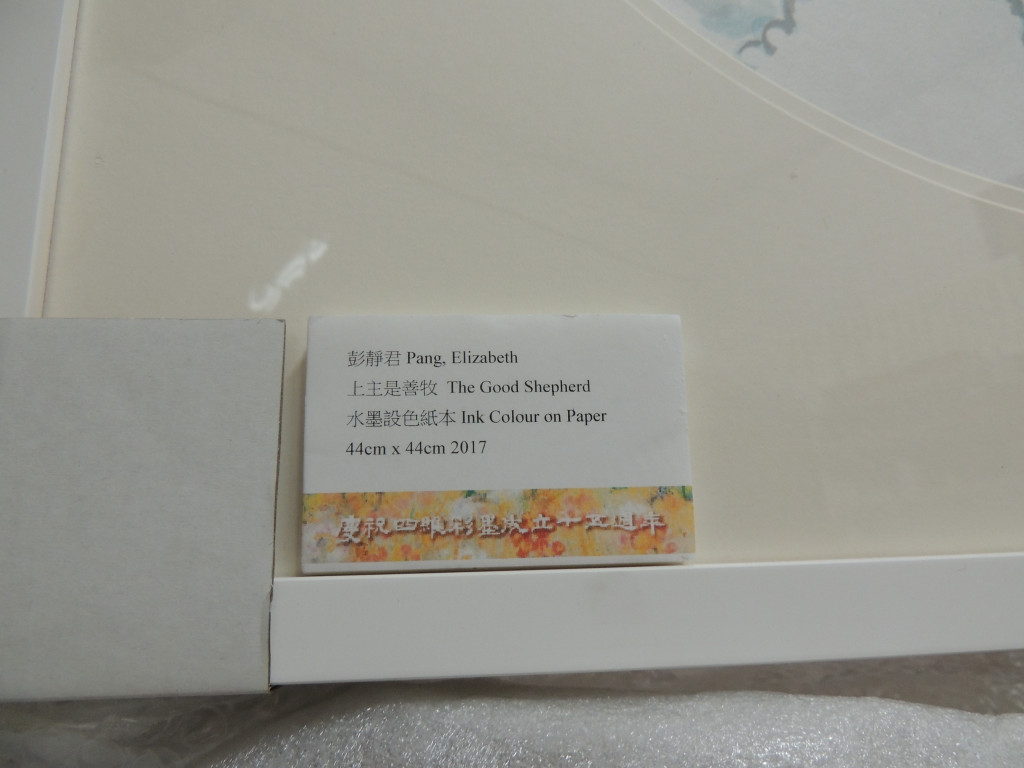 彭靜君 Pang, Elizabeth
上主是善牧 The Good Shepherd
水墨設色紙本 Ink Colour on Paper
44cm x 44cm 2017
慶祝四維彩墨成立十五週年